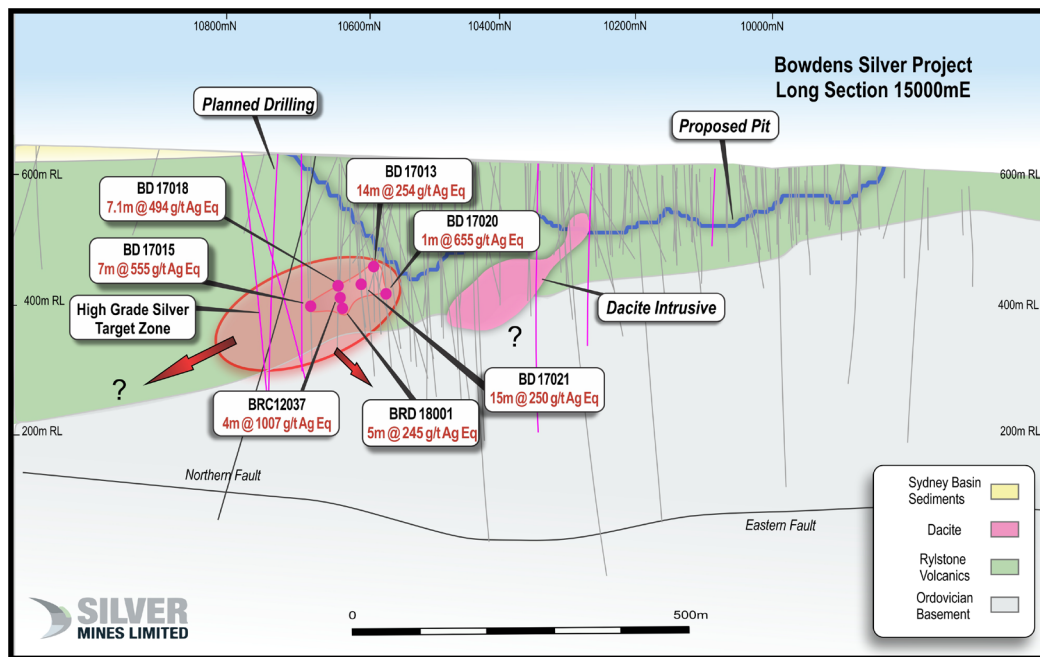 10800mN
10600mN
10400mN
10200mN
10000mN
Bowdens Silver Project
Long Section 15000mE
Planned Drilling
Proposed Pit
600m RL
600m RL
BD 17013
14m @ 254 g/t Ag Eq
BD 17018
7.1m @ 494 g/t Ag Eq
BD 17020
1m @ 655 g/t Ag Eq
BD 17015
7m @ 555 g/t Ag Eq
400m RL
400m RL
High Grade Silver
Target Zone
Dacite Intrusive
?
?
BD 17021
15m @ 250 g/t Ag Eq
BRC12037
4m @ 1007 g/t Ag Eq
BRD 18001
5m @ 245 g/t Ag Eq
200m RL
200m RL
Northern Fault
Eastern Fault
Sydney Basin
Sediments
Dacite
Rylstone
Volcanics
Ordovician
Basement
SILVER
MINES LIMITED
0
500m